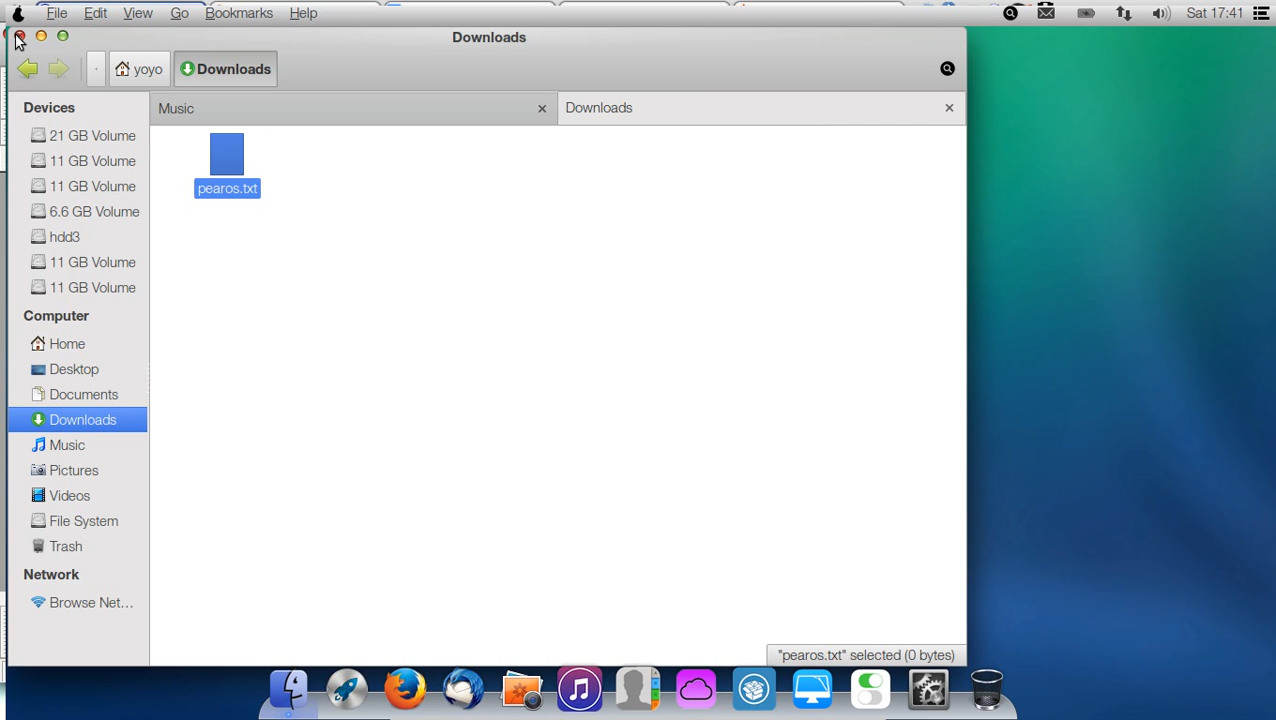 File Edit View Go Bookmarks Help Sat 17:41
Downloads
yoyo Downloads
Devices
Music Downloads
21 GB Volume
11 GB Volume
11 GB Volume
6.6 GB Volume
hdd3
11 GB Volume
11 GB Volume
Computer
Home
Desktop
Documents
Downloads
Music
Pictures
Videos
File System
Trash
Network
Browse Net...
pearos.txt
"pearos.txt" selected (0 bytes)